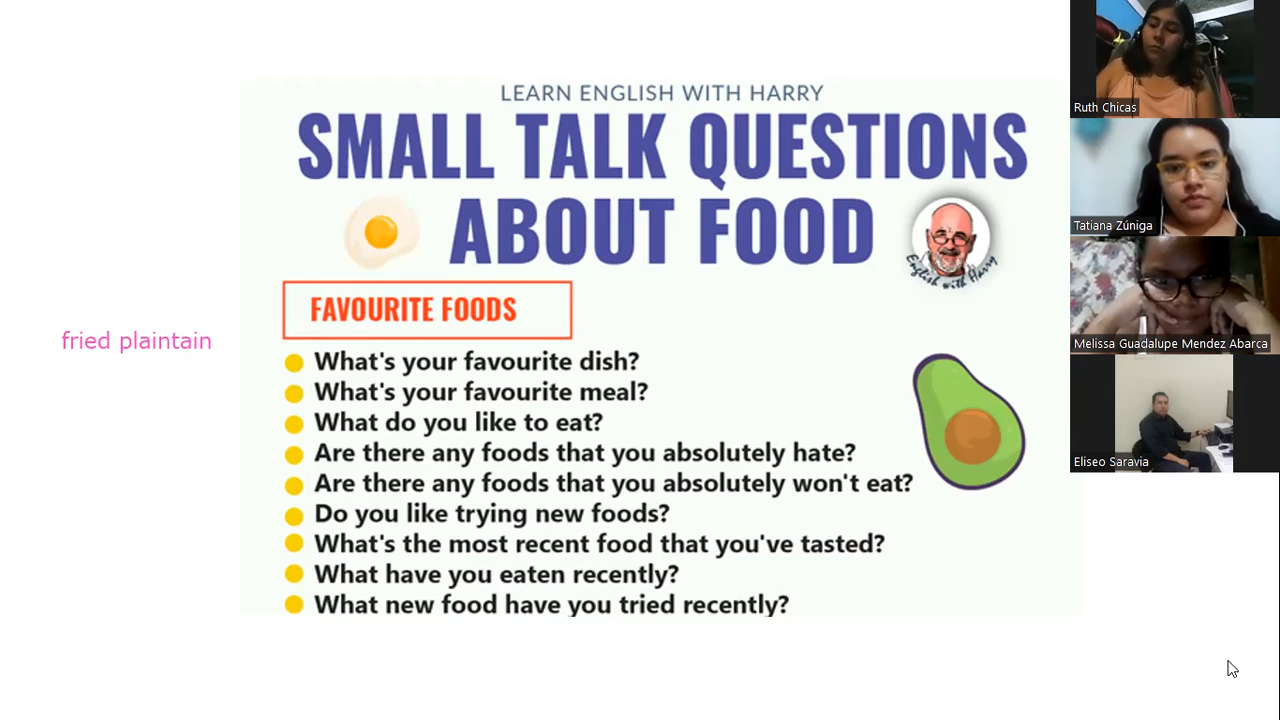 LEARN ENGLISH WITH HARRY
SMALL TALK QUESTIONS
ABOUT FOOD
English with Harry
FAVOURITE FOODS
fried plaintain
What's your favourite dish?
What's your favourite meal?
What do you like to eat?
Are there any foods that you absolutely hate?
Are there any foods that you absolutely won't eat?
Do you like trying new foods?
What's the most recent food that you've tasted?
What have you eaten recently?
What new food have you tried recently?
Ruth Chicas
Tatiana Zúniga
Melissa Guadalupe Mendez Abarca
Eliseo Saravia